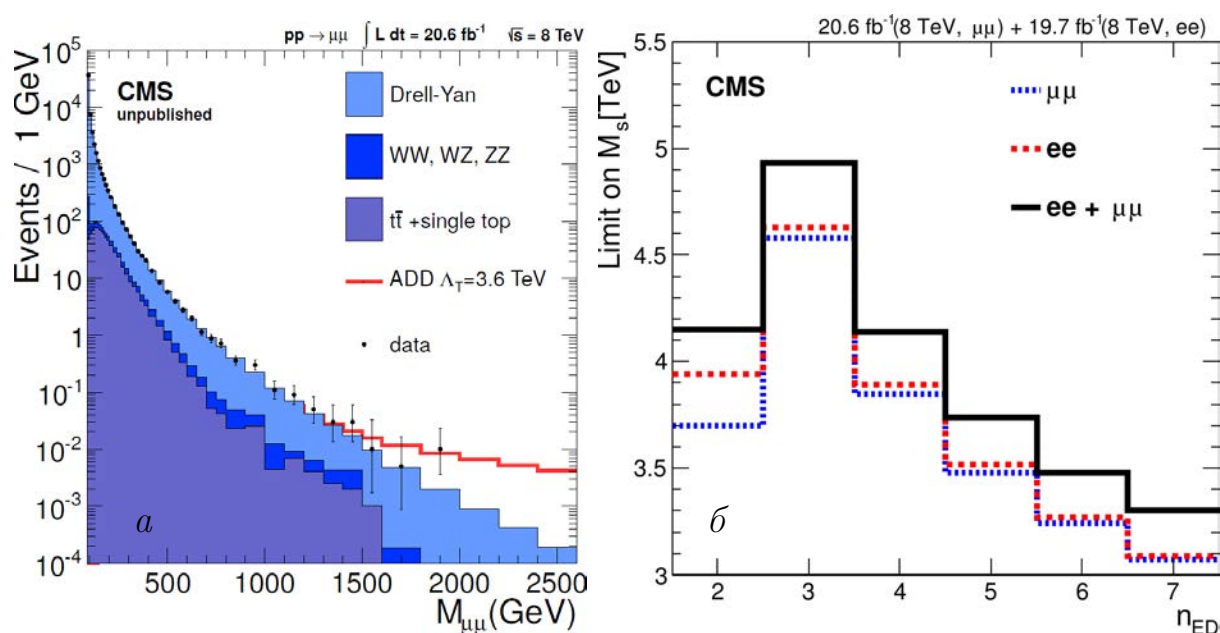 pp → μμ ∫ L dt = 20.6 fb⁻¹ √s = 8 TeV
CMS
unpublished
Drell-Yan
WW, WZ, ZZ
tt̄ +single top
ADD Λ_T=3.6 TeV
data
Events / 1 GeV
10⁵
10⁴
10³
10²
10
1
10⁻¹
10⁻²
10⁻³
10⁻⁴
а
500 1000 1500 2000 2500
M_μμ(GeV)
20.6 fb⁻¹(8 TeV, μμ) + 19.7 fb⁻¹(8 TeV, ee)
CMS
μμ
ee
ee + μμ
Limit on M_s[TeV]
5.5
5
4.5
4
3.5
3
б
2 3 4 5 6 7
n_ED